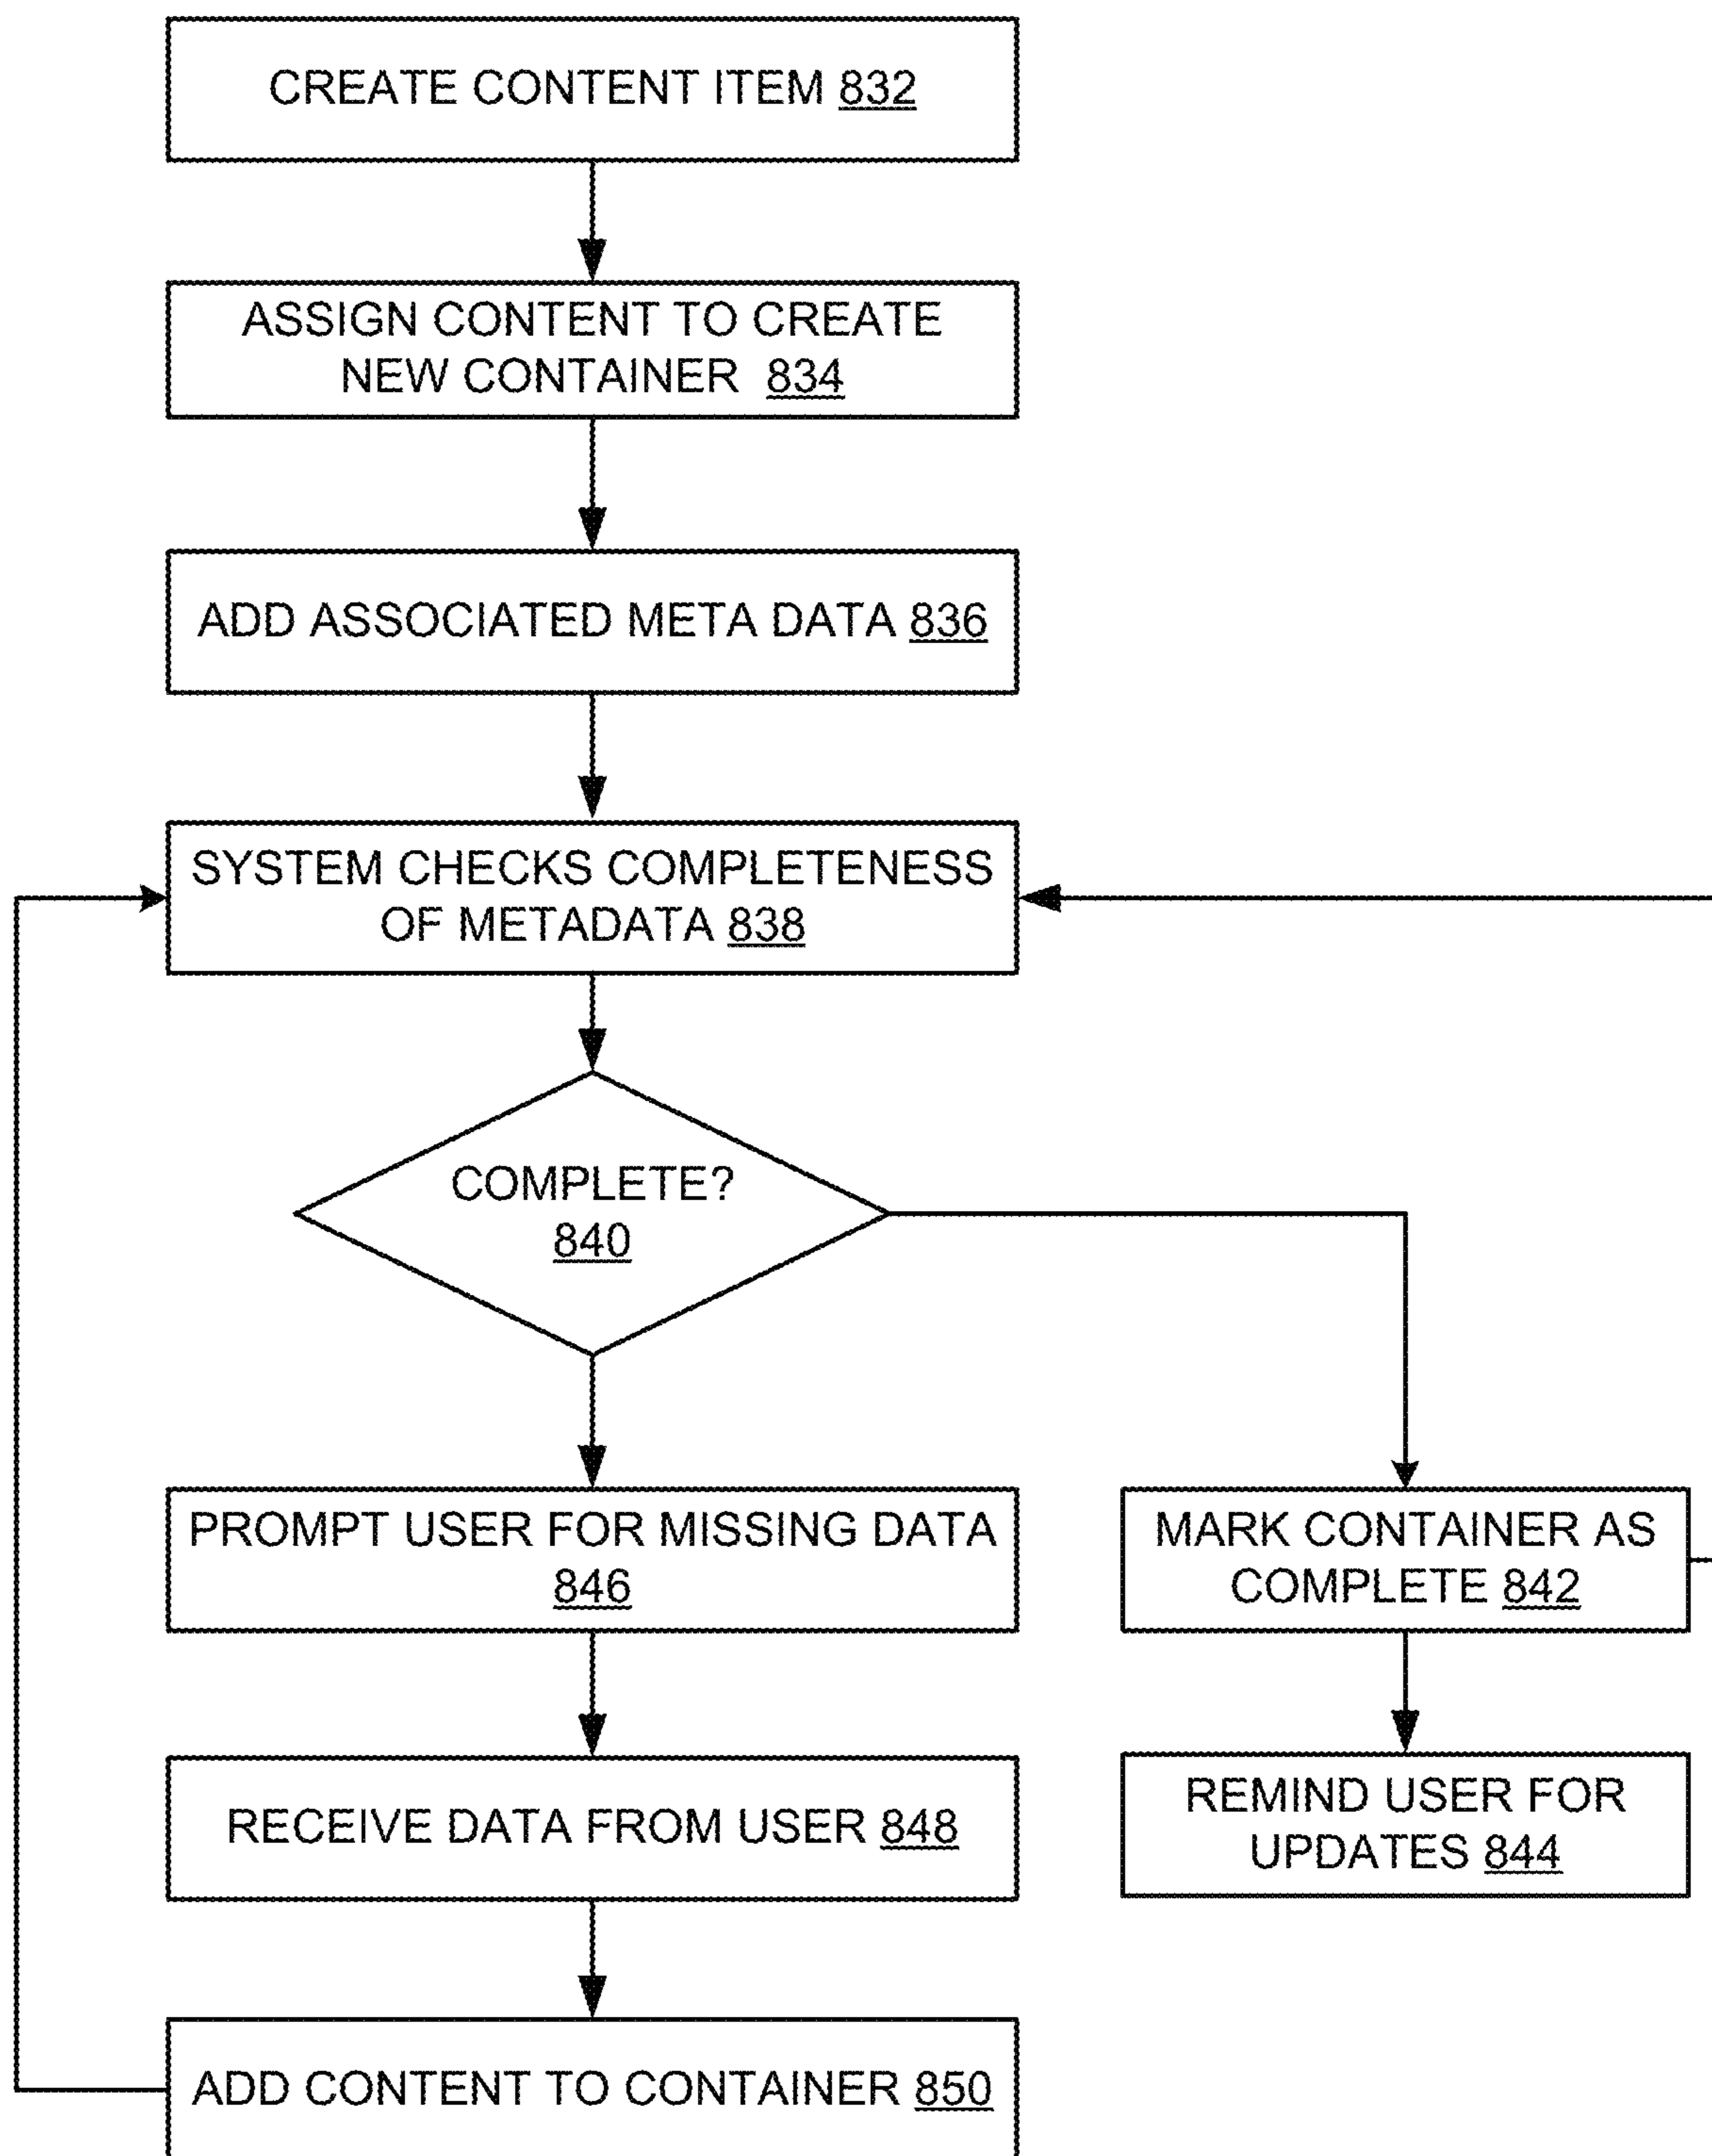 CREATE CONTENT ITEM 832
ASSIGN CONTENT TO CREATE
NEW CONTAINER 834
ADD ASSOCIATED META DATA 836
SYSTEM CHECKS COMPLETENESS
OF METADATA 838
COMPLETE?
840
PROMPT USER FOR MISSING DATA
846
MARK CONTAINER AS
COMPLETE 842
RECEIVE DATA FROM USER 848
REMIND USER FOR
UPDATES 844
ADD CONTENT TO CONTAINER 850